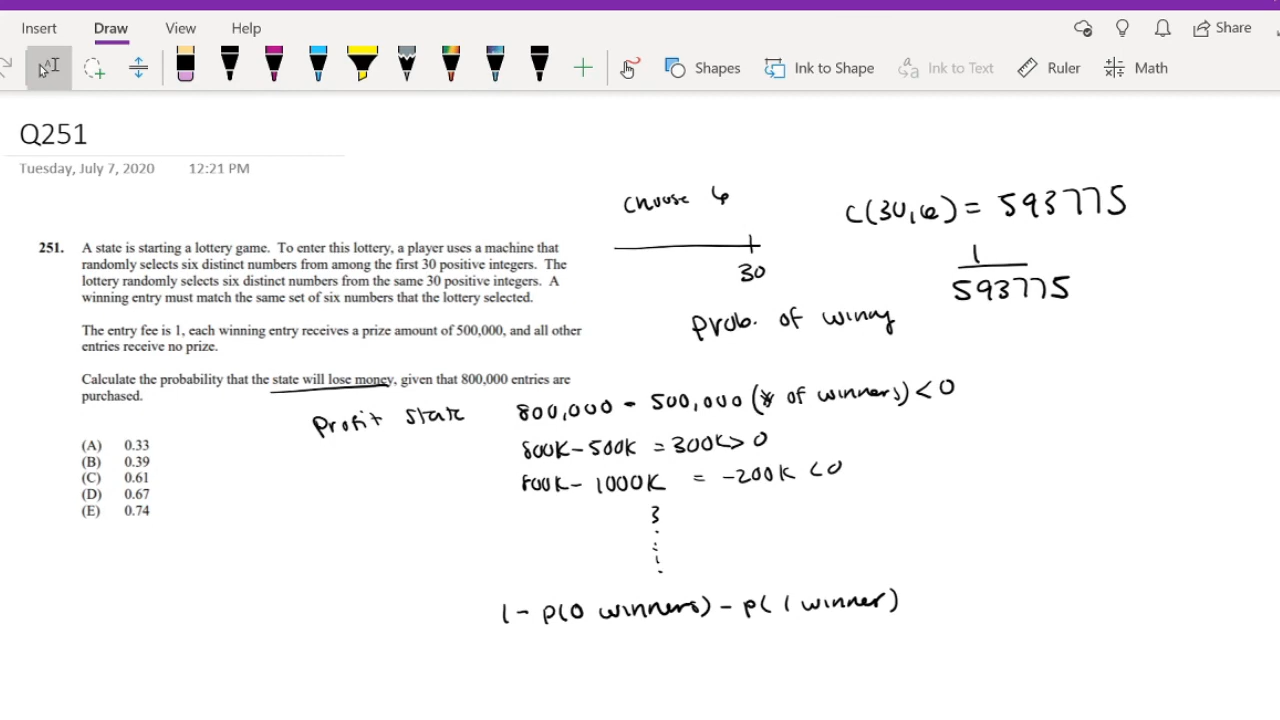 Insert Draw View Help Share
Shapes Ink to Shape Ink to Text Ruler Math
Q251
Tuesday, July 7, 2020 12:21 PM
251. A state is starting a lottery game. To enter this lottery, a player uses a machine that
randomly selects six distinct numbers from among the first 30 positive integers. The
lottery randomly selects six distinct numbers from the same 30 positive integers. A
winning entry must match the same set of six numbers that the lottery selected.
The entry fee is 1, each winning entry receives a prize amount of 500,000, and all other
entries receive no prize.
Calculate the probability that the state will lose money, given that 800,000 entries are
purchased.
(A) 0.33
(B) 0.39
(C) 0.61
(D) 0.67
(E) 0.74
choose 6
30
C(30,6) = 593775
1
593775
prob. of winny
Profit state
800,000 - 500,000 (# of winners) < 0
800K - 500K = 300K > 0
800K - 1000K = -200K < 0
3
1 - P(0 winners) - P(1 winner)